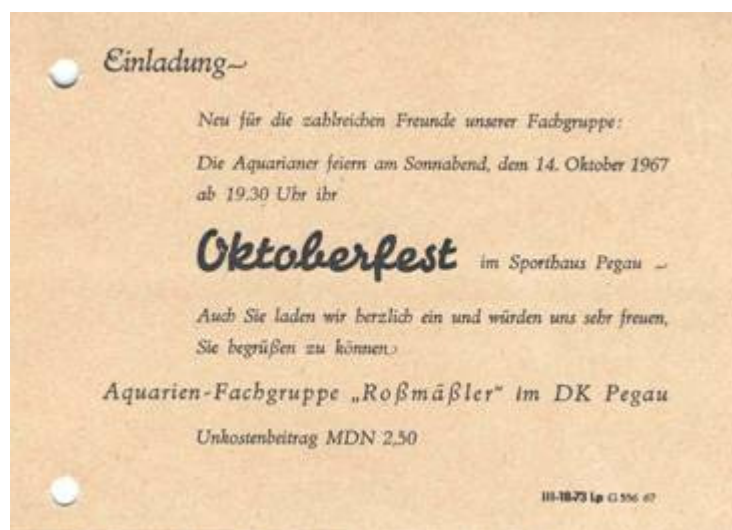 Einladung
Neu für die zahlreichen Freunde unserer Fachgruppe:
Die Aquarianer feiern am Sonnabend, dem 14. Oktober 1967
ab 19.30 Uhr ihr
Oktoberfest im Sporthaus Pegau
Auch Sie laden wir herzlich ein und würden uns sehr freuen,
Sie begrüßen zu können.
Aquarien-Fachgruppe „Roßmäßler“ im DK Pegau
Unkostenbeitrag MDN 2,50
III-18-73 Lp G 556 67